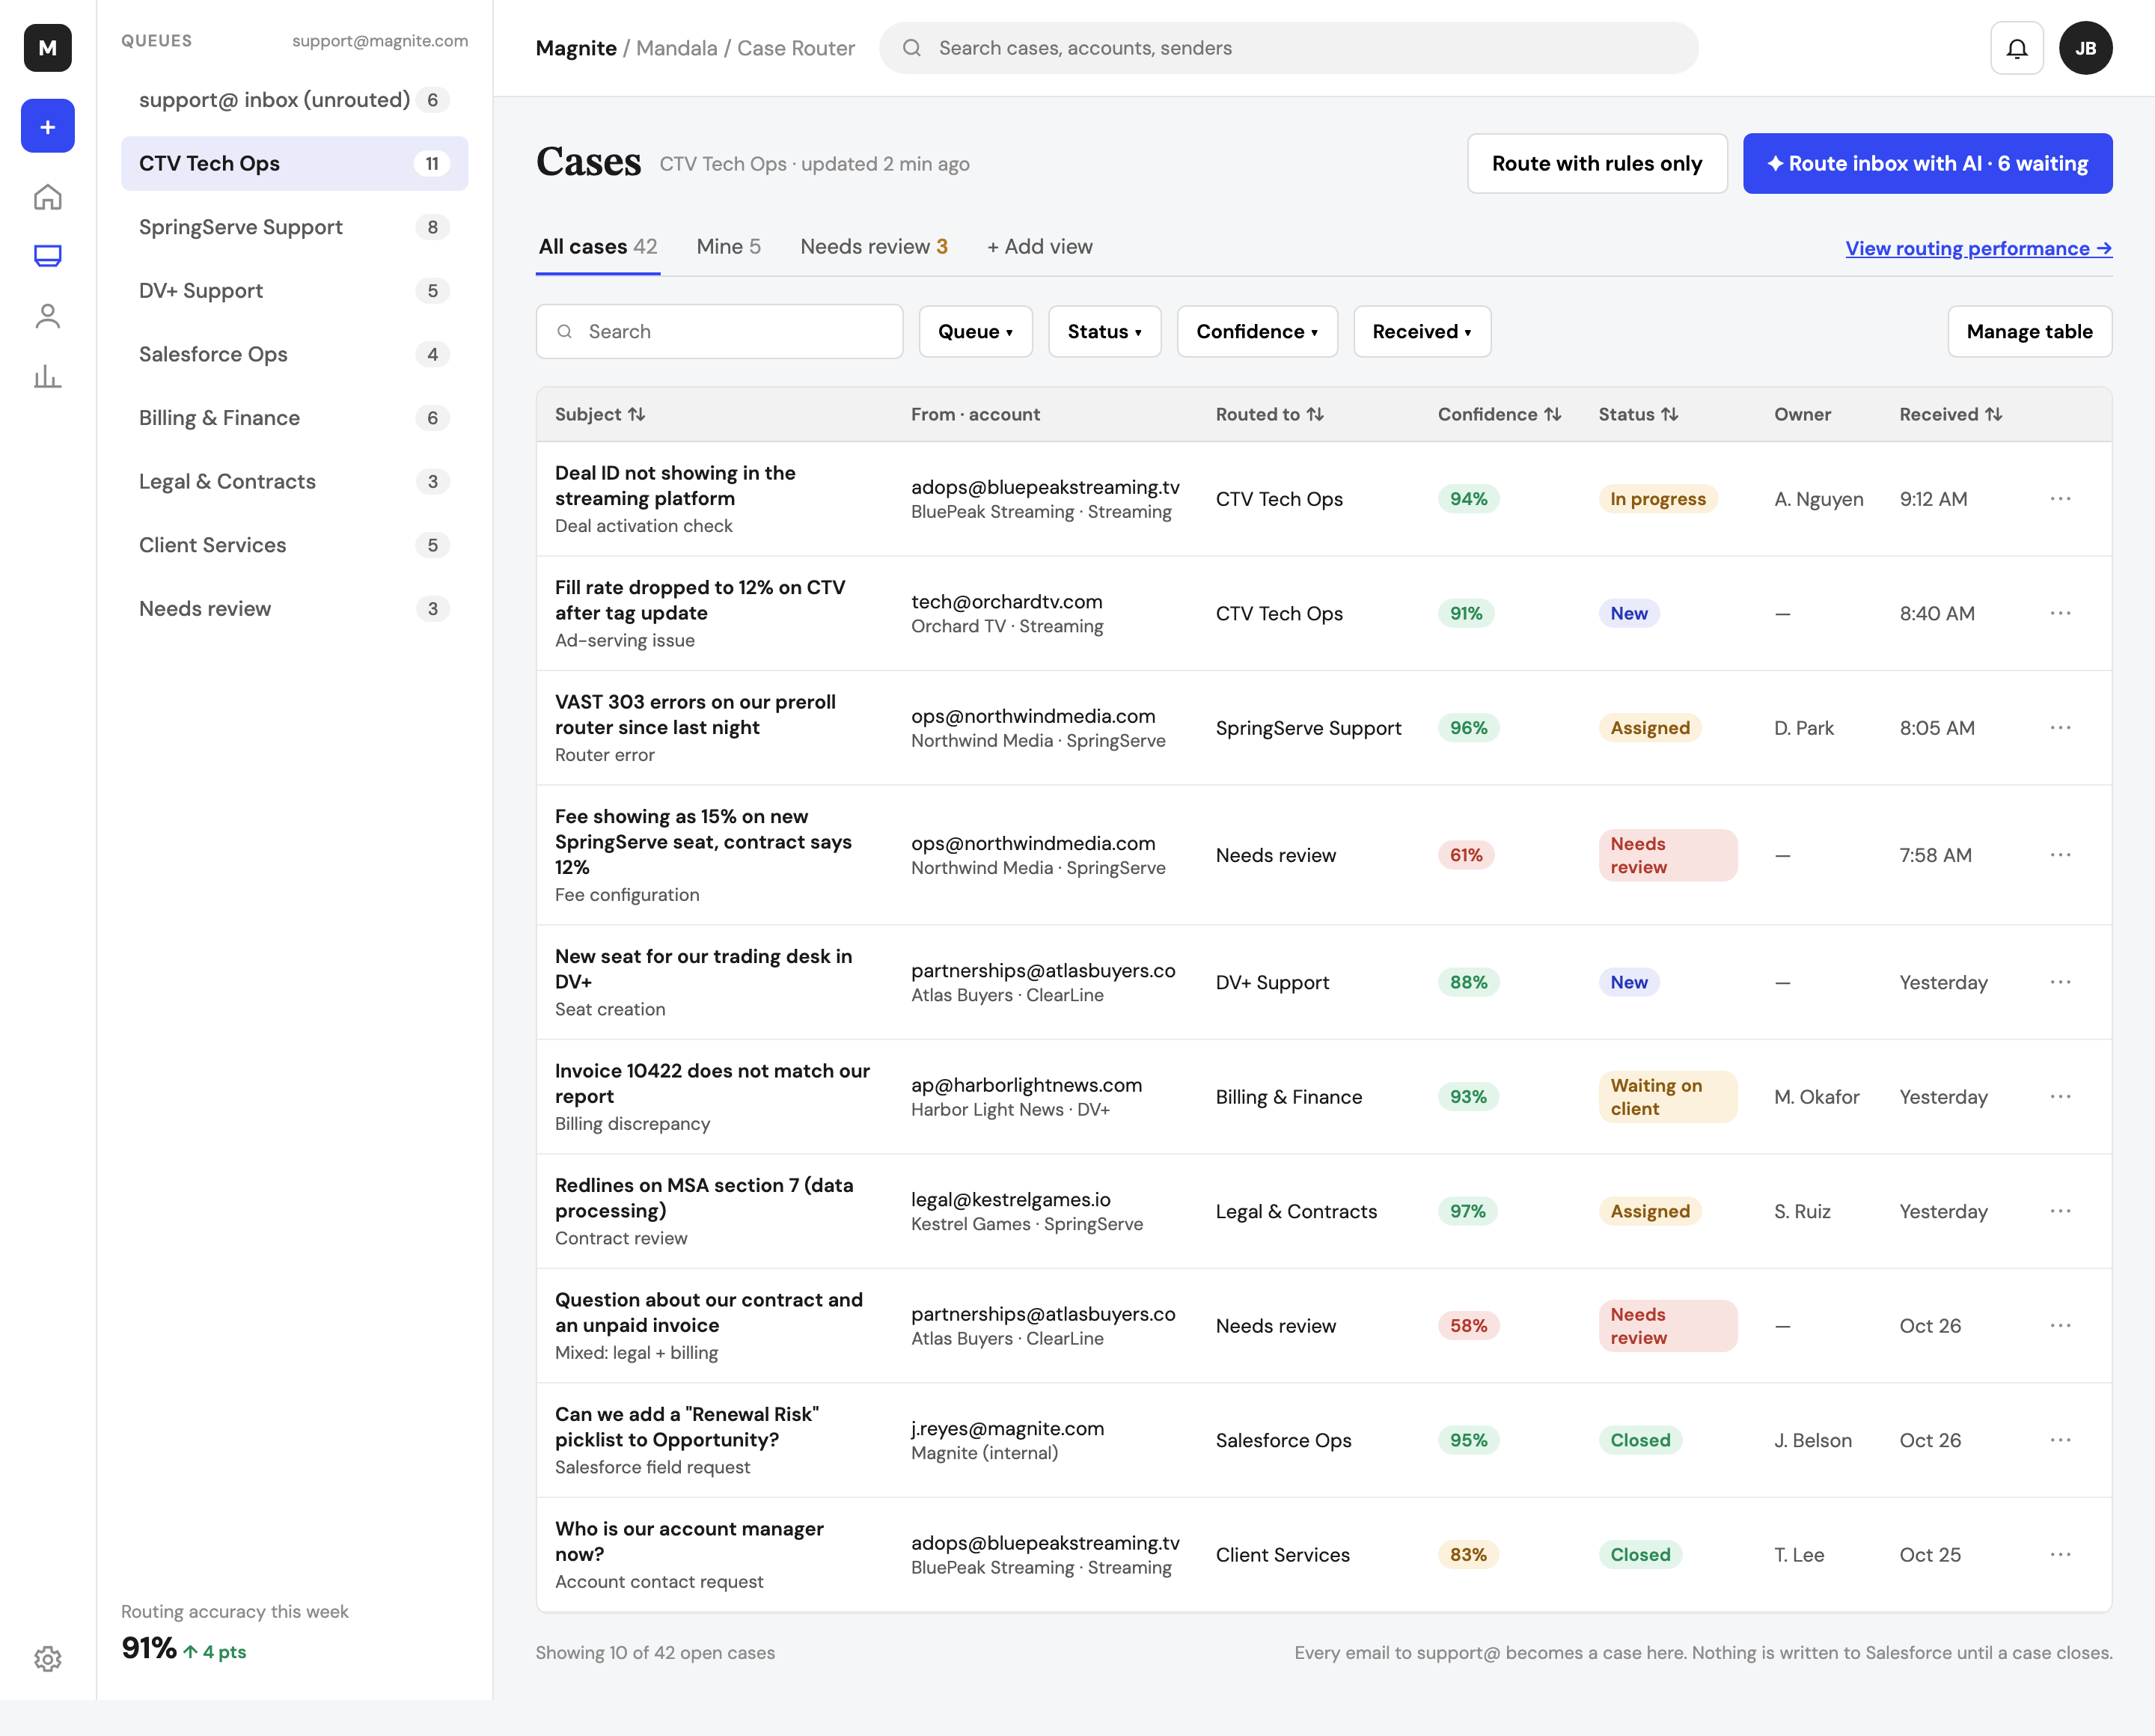 M
+
QUEUES support@magnite.com
support@ inbox (unrouted) 6
CTV Tech Ops 11
SpringServe Support 8
DV+ Support 5
Salesforce Ops 4
Billing & Finance 6
Legal & Contracts 3
Client Services 5
Needs review 3
Routing accuracy this week
91% ↑ 4 pts
Magnite / Mandala / Case Router
Search cases, accounts, senders
JB
Cases CTV Tech Ops · updated 2 min ago
Route with rules only
✦ Route inbox with AI · 6 waiting
All cases 42 Mine 5 Needs review 3 + Add view
View routing performance →
Search
Queue ▾ Status ▾ Confidence ▾ Received ▾
Manage table
Subject ↑↓ From · account Routed to ↑↓ Confidence ↑↓ Status ↑↓ Owner Received ↑↓
Deal ID not showing in the
streaming platform
Deal activation check
adops@bluepeakstreaming.tv
BluePeak Streaming · Streaming
CTV Tech Ops
94%
In progress
A. Nguyen
9:12 AM
···
Fill rate dropped to 12% on CTV
after tag update
Ad-serving issue
tech@orchardtv.com
Orchard TV · Streaming
CTV Tech Ops
91%
New
—
8:40 AM
···
VAST 303 errors on our preroll
router since last night
Router error
ops@northwindmedia.com
Northwind Media · SpringServe
SpringServe Support
96%
Assigned
D. Park
8:05 AM
···
Fee showing as 15% on new
SpringServe seat, contract says
12%
Fee configuration
ops@northwindmedia.com
Northwind Media · SpringServe
Needs review
61%
Needs
review
—
7:58 AM
···
New seat for our trading desk in
DV+
Seat creation
partnerships@atlasbuyers.co
Atlas Buyers · ClearLine
DV+ Support
88%
New
—
Yesterday
···
Invoice 10422 does not match our
report
Billing discrepancy
ap@harborlightnews.com
Harbor Light News · DV+
Billing & Finance
93%
Waiting on
client
M. Okafor
Yesterday
···
Redlines on MSA section 7 (data
processing)
Contract review
legal@kestrelgames.io
Kestrel Games · SpringServe
Legal & Contracts
97%
Assigned
S. Ruiz
Yesterday
···
Question about our contract and
an unpaid invoice
Mixed: legal + billing
partnerships@atlasbuyers.co
Atlas Buyers · ClearLine
Needs review
58%
Needs
review
—
Oct 26
···
Can we add a "Renewal Risk"
picklist to Opportunity?
Salesforce field request
j.reyes@magnite.com
Magnite (internal)
Salesforce Ops
95%
Closed
J. Belson
Oct 26
···
Who is our account manager
now?
Account contact request
adops@bluepeakstreaming.tv
BluePeak Streaming · Streaming
Client Services
83%
Closed
T. Lee
Oct 25
···
Showing 10 of 42 open cases
Every email to support@ becomes a case here. Nothing is written to Salesforce until a case closes.